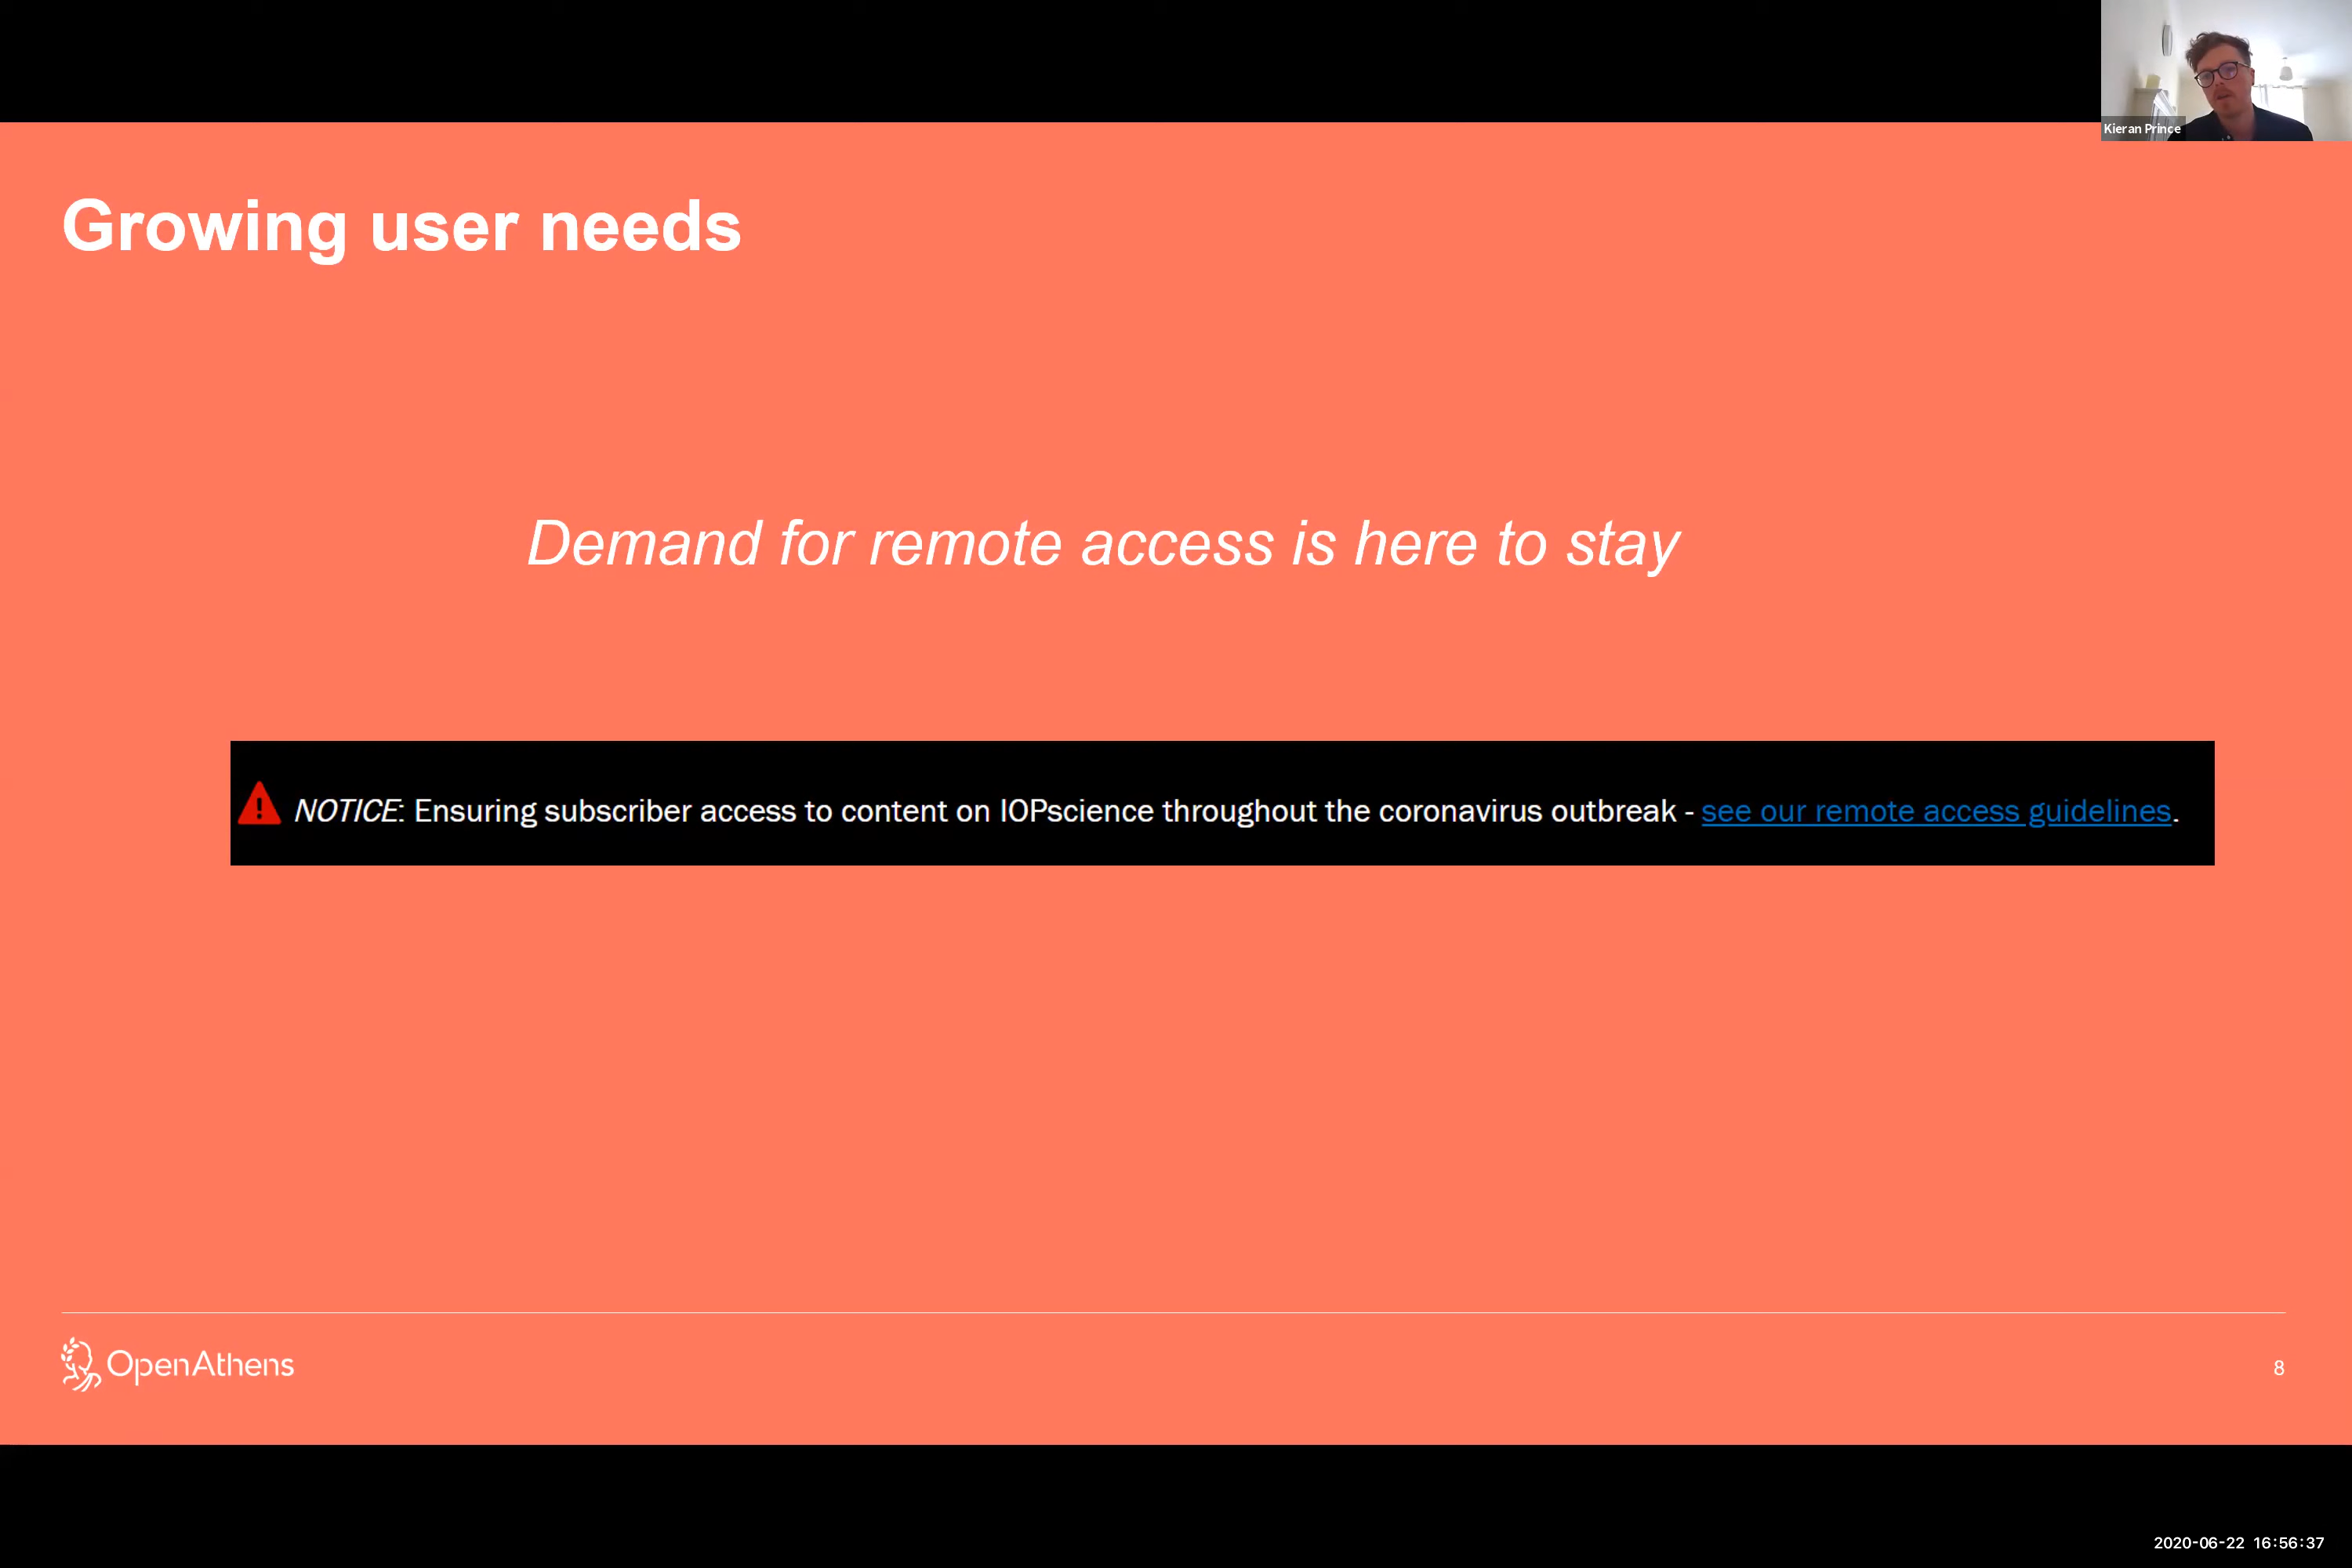 Kieran Prince
Growing user needs
Demand for remote access is here to stay
NOTICE: Ensuring subscriber access to content on IOPscience throughout the coronavirus outbreak - see our remote access guidelines.
OpenAthens
8
2020-06-22 16:56:37